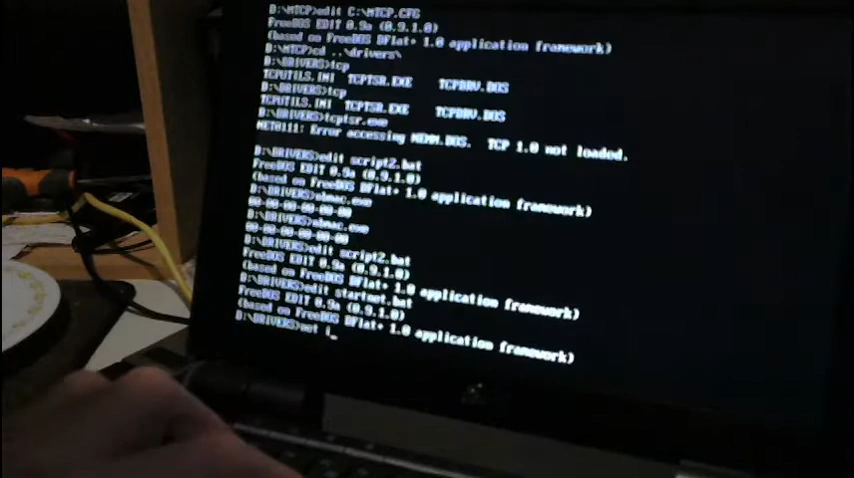 D:\MTCP>edit C:\MTCP.CFG
FreeDOS EDIT 0.9a (0.9.1.0)
(based on FreeDOS DFlat+ 1.0 application framework)
D:\MTCP>cd ..\drivers\
D:\DRIVERS>tcp
TCPUTILS.INI TCPTSR.EXE TCPDRV.DOS
D:\DRIVERS>tcp
TCPUTILS.INI TCPTSR.EXE TCPDRV.DOS
D:\DRIVERS>tcptsr.exe
NET0111: Error accessing NEMM.DOS. TCP 1.0 not loaded.
D:\DRIVERS>edit script2.bat
FreeDOS EDIT 0.9a (0.9.1.0)
(based on FreeDOS DFlat+ 1.0 application framework)
D:\DRIVERS>nbmac.exe
00-00-00-00-00-00
D:\DRIVERS>nbmac.exe
00-00-00-00-00-00
D:\DRIVERS>edit script2.bat
FreeDOS EDIT 0.9a (0.9.1.0)
(based on FreeDOS DFlat+ 1.0 application framework)
D:\DRIVERS>edit startnet.bat
FreeDOS EDIT 0.9a (0.9.1.0)
(based on FreeDOS DFlat+ 1.0 application framework)
D:\DRIVERS>net i_